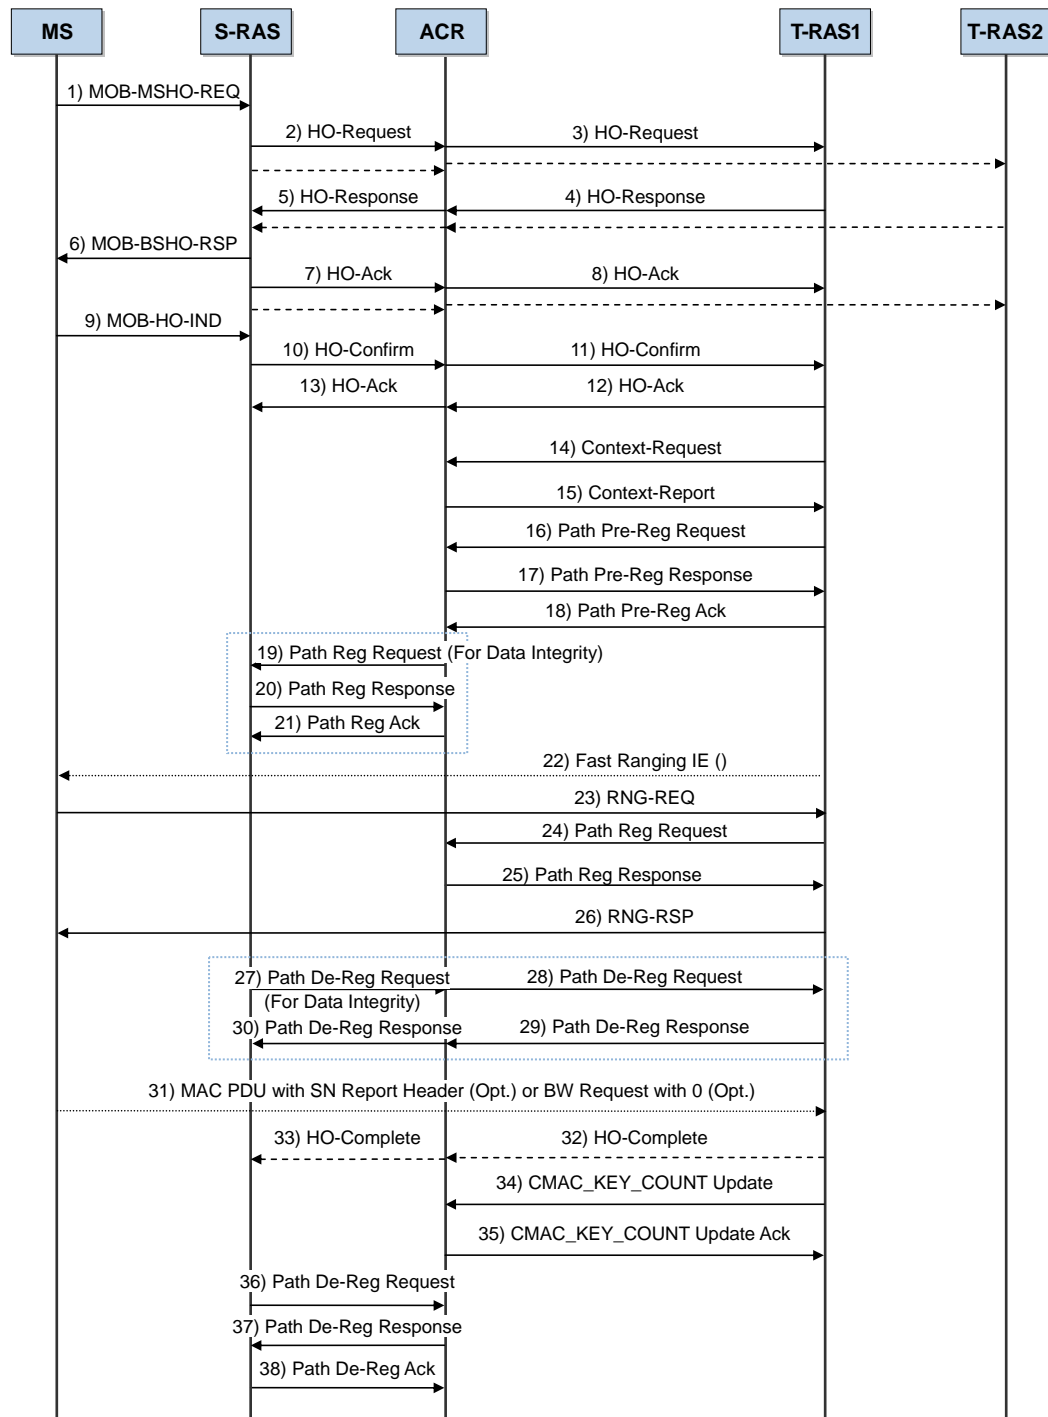 MS
S-RAS
ACR
T-RAS1
T-RAS2
1) MOB-MSHO-REQ
2) HO-Request
3) HO-Request
5) HO-Response
4) HO-Response
6) MOB-BSHO-RSP
7) HO-Ack
8) HO-Ack
9) MOB-HO-IND
10) HO-Confirm
11) HO-Confirm
13) HO-Ack
12) HO-Ack
14) Context-Request
15) Context-Report
16) Path Pre-Reg Request
17) Path Pre-Reg Response
18) Path Pre-Reg Ack
19) Path Reg Request (For Data Integrity)
20) Path Reg Response
21) Path Reg Ack
22) Fast Ranging IE ()
23) RNG-REQ
24) Path Reg Request
25) Path Reg Response
26) RNG-RSP
27) Path De-Reg Request
(For Data Integrity)
28) Path De-Reg Request
30) Path De-Reg Response
29) Path De-Reg Response
31) MAC PDU with SN Report Header (Opt.) or BW Request with 0 (Opt.)
33) HO-Complete
32) HO-Complete
34) CMAC_KEY_COUNT Update
35) CMAC_KEY_COUNT Update Ack
36) Path De-Reg Request
37) Path De-Reg Response
38) Path De-Reg Ack